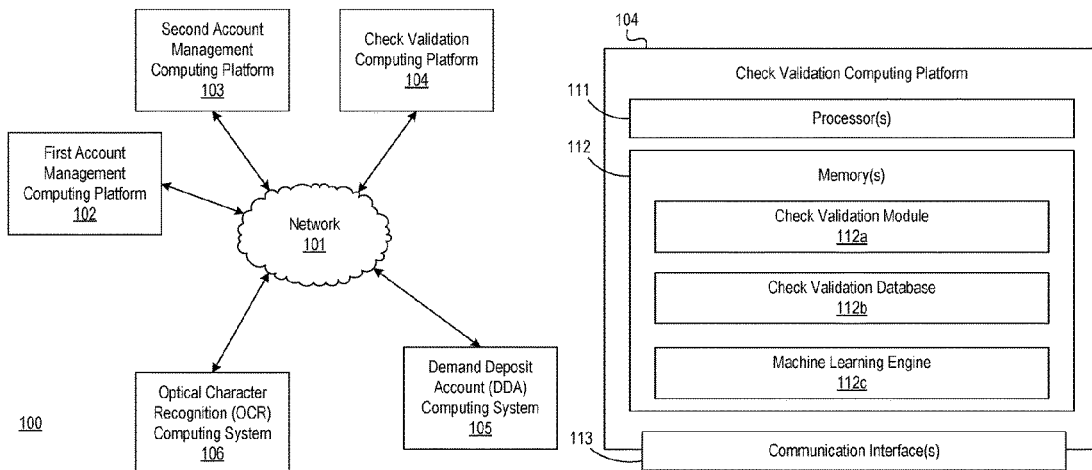 Second Account
Management
Computing Platform
103
Check Validation
Computing Platform
104
First Account
Management
Computing Platform
102
Network
101
Optical Character
Recognition (OCR)
Computing System
106
Demand Deposit
Account (DDA)
Computing System
105
100
104
Check Validation Computing Platform
111
Processor(s)
112
Memory(s)
Check Validation Module
112a
Check Validation Database
112b
Machine Learning Engine
112c
113
Communication Interface(s)